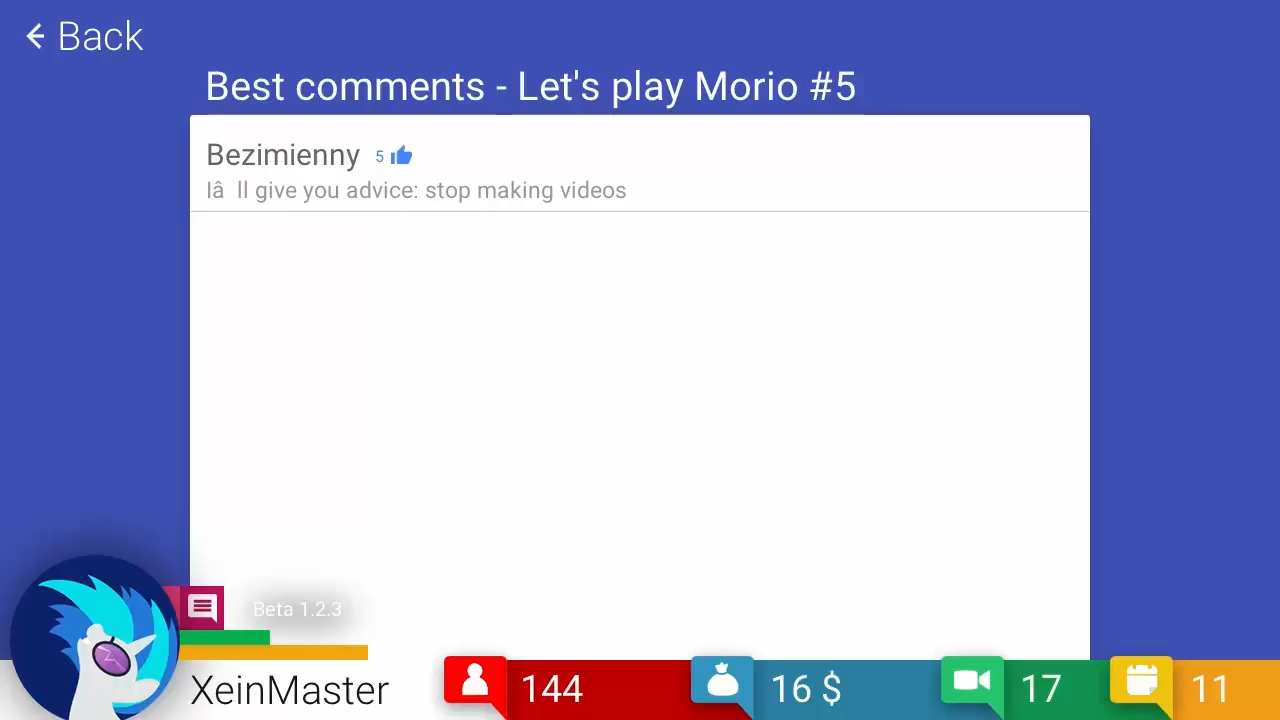 Back
Best comments - Let's play Morio #5
Bezimienny 5
Iâ  ll give you advice: stop making videos
Beta 1.2.3
XeinMaster 144 16 $ 17 11